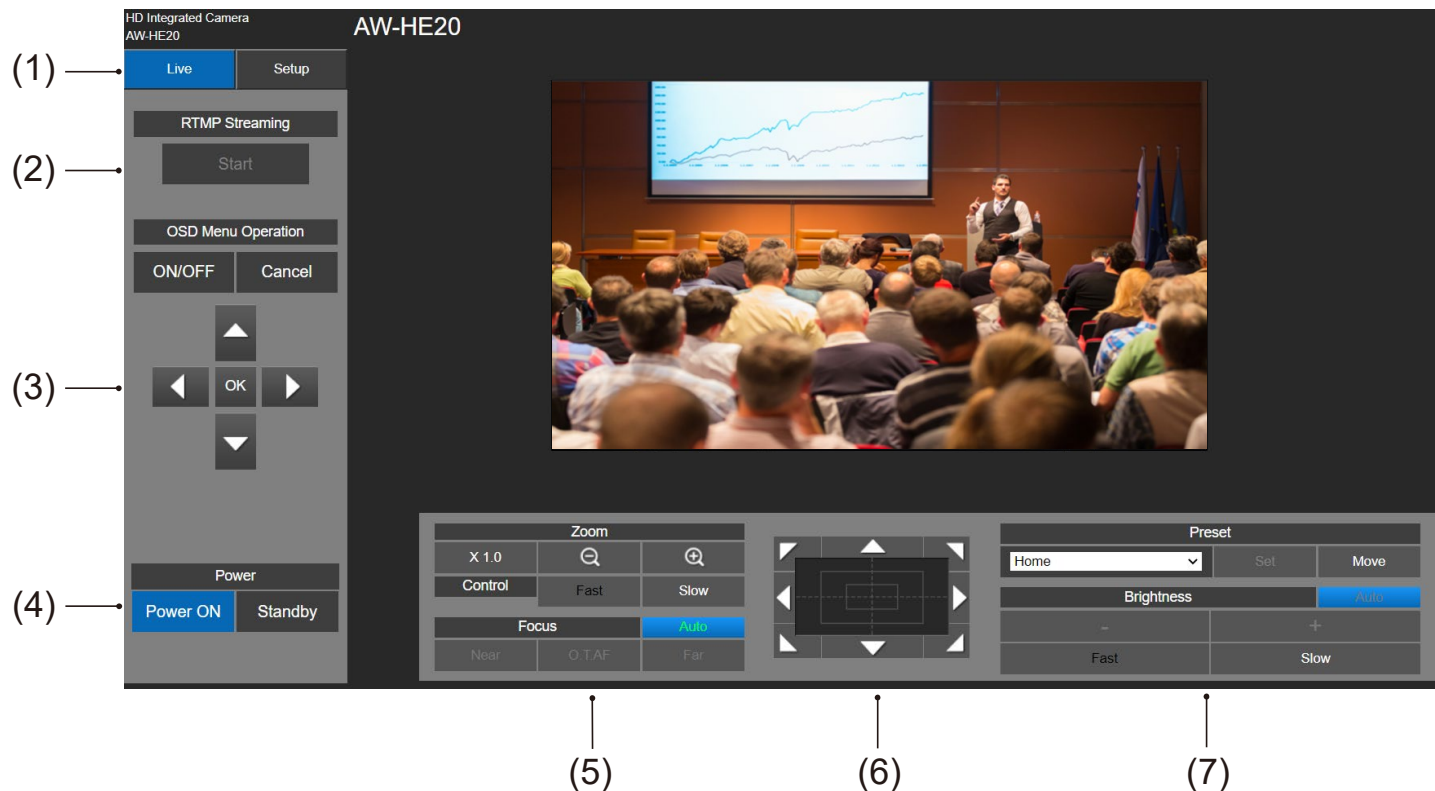 HD Integrated Camera
AW-HE20
AW-HE20
(1)
Live
Setup
RTMP Streaming
(2)
Start
OSD Menu Operation
ON/OFF
Cancel
(3)
OK
Power
(4)
Power ON
Standby
Zoom
X 1.0
Control
Fast
Slow
Focus
Auto
Near
O.T.AF
Far
Preset
Home
Set
Move
Brightness
Auto
-
+
Fast
Slow
(5)
(6)
(7)